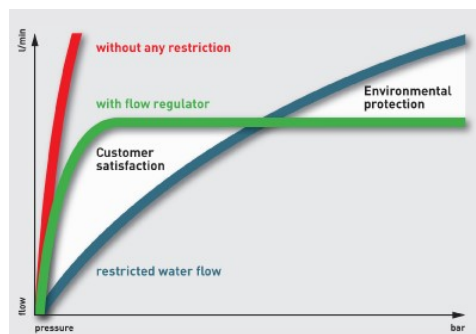 l/min
without any restriction
Environmental
protection
with flow regulator
Customer
satisfaction
restricted water flow
flow
pressure
bar